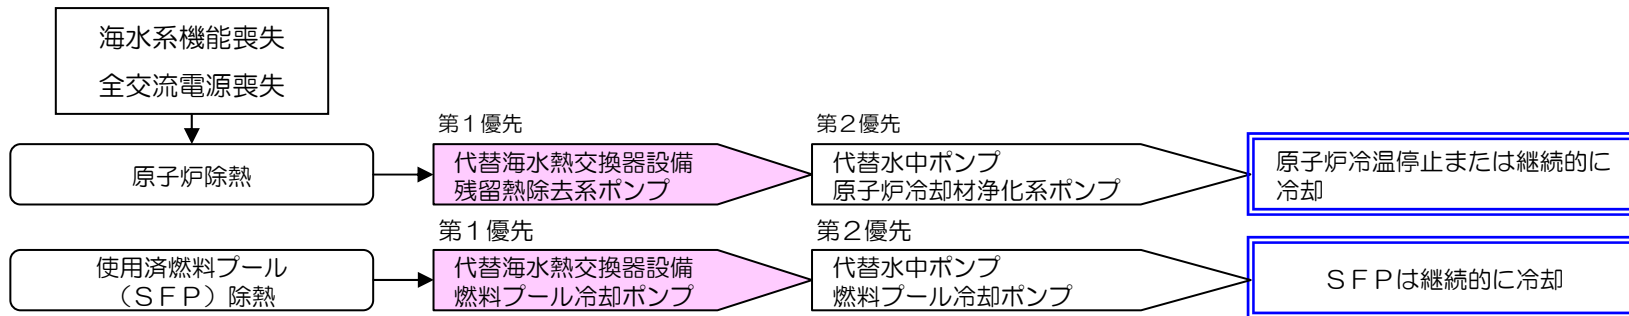 海水系機能喪失
全交流電源喪失
第１優先
第２優先
原子炉除熱
代替海水熱交換器設備
残留熱除去系ポンプ
代替水中ポンプ
原子炉冷却材浄化系ポンプ
原子炉冷温停止または継続的に
冷却
第１優先
第２優先
使用済燃料プール
（ＳＦＰ）除熱
代替海水熱交換器設備
燃料プール冷却ポンプ
代替水中ポンプ
燃料プール冷却ポンプ
ＳＦＰは継続的に冷却